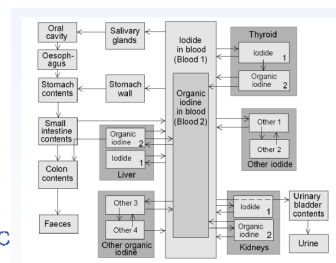 Oral
cavity
Salivary
glands
Iodide
in blood
(Blood 1)
Thyroid
Iodide
1
Organic
iodine
2
Oesoph-
agus
Stomach
contents
Stomach
wall
Organic
iodine
in blood
(Blood 2)
Small
intestine
contents
Organic
iodine
2
Iodide
1
Liver
Other 1
Other 2
Other iodide
Colon
contents
Other 3
Other 4
Other organic
iodine
Iodide
1
Organic
iodine
2
Kidneys
Urinary
bladder
contents
Faeces
Urine